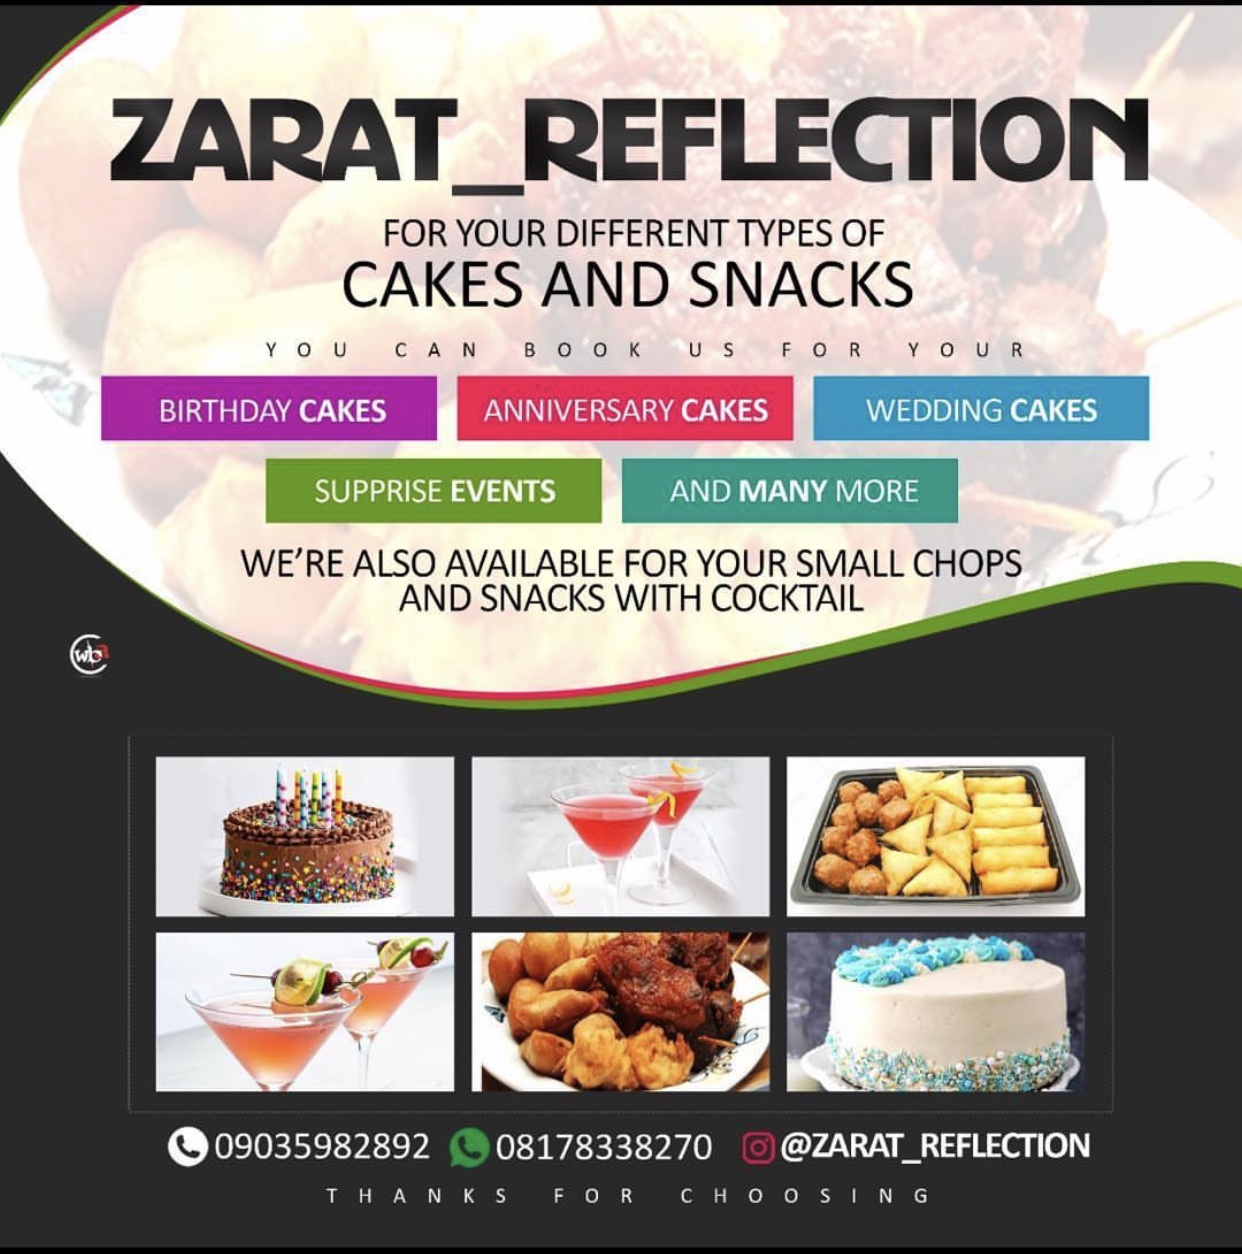 ZARAT_REFLECTION
FOR YOUR DIFFERENT TYPES OF
CAKES AND SNACKS
YOU CAN BOOK US FOR YOUR
BIRTHDAY CAKES
ANNIVERSARY CAKES
WEDDING CAKES
SUPPRISE EVENTS
AND MANY MORE
WE'RE ALSO AVAILABLE FOR YOUR SMALL CHOPS
AND SNACKS WITH COCKTAIL
09035982892
08178338270
@ZARAT_REFLECTION
THANKS FOR CHOOSING